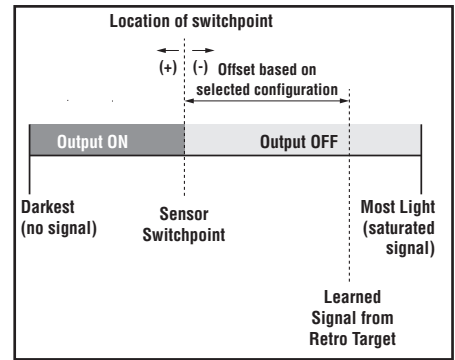 Location of switchpoint
(+) (-) Offset based on
selected configuration
Output ON Output OFF
Darkest
(no signal)
Sensor
Switchpoint
Most Light
(saturated
signal)
Learned
Signal from
Retro Target